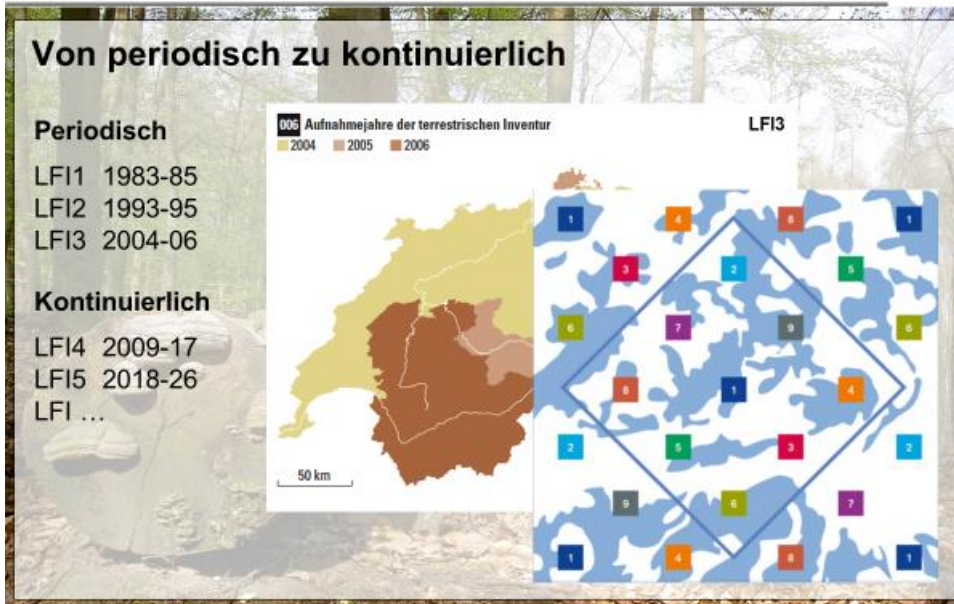 Von periodisch zu kontinuierlich
Periodisch
LFI1 1983-85
LFI2 1993-95
LFI3 2004-06
Kontinuierlich
LFI4 2009-17
LFI5 2018-26
LFI ...
006 Aufnahmejahre der terrestrischen Inventur
2004 2005 2006
LFI3
50 km
1 4 8 1
3 2 5
6 7 9 6
8 1 4
2 5 3 2
9 6 7
1 4 8 1